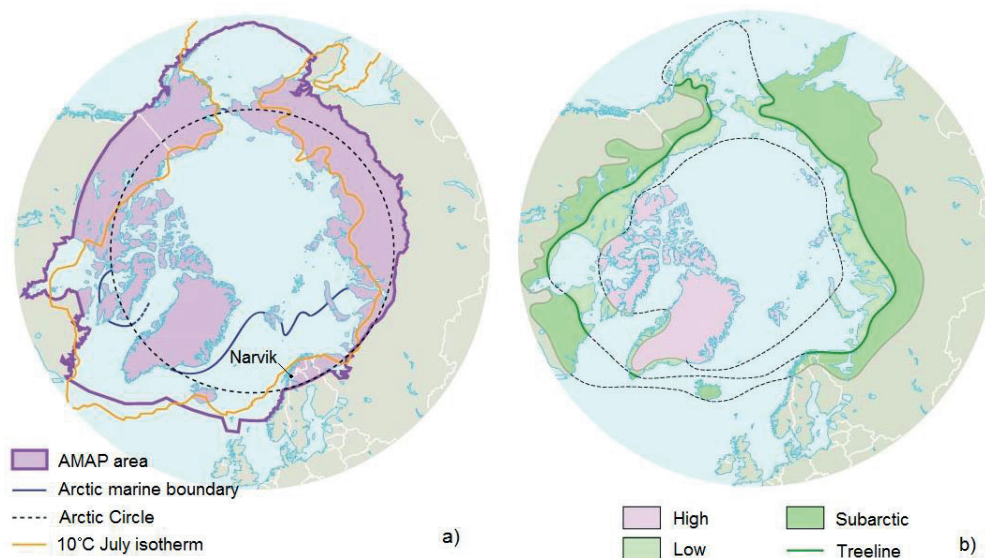 Narvik
AMAP area
Arctic marine boundary
Arctic Circle
10°C July isotherm
a)
High
Low
Subarctic
Treeline
b)